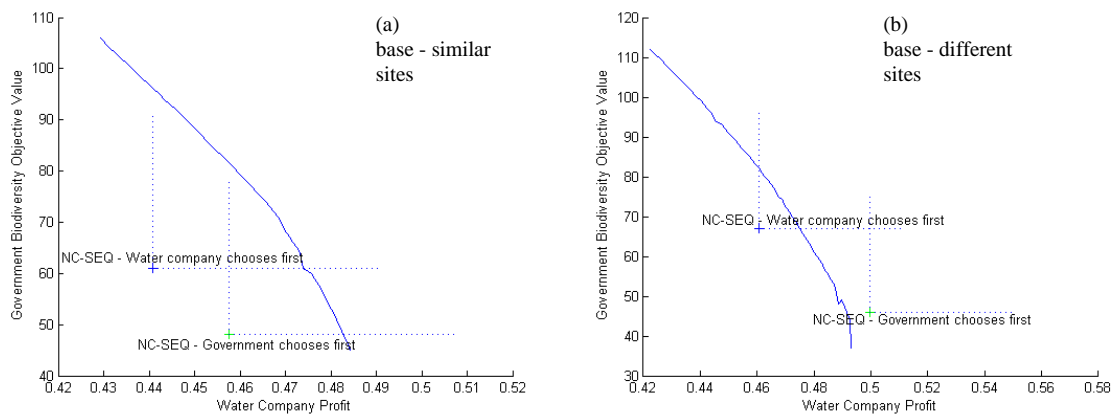 (a)
base - similar
sites
110
100
90
80
70
60
50
40
Government Biodiversity Objective Value
NC-SEQ - Water company chooses first
NC-SEQ - Government chooses first
0.42 0.43 0.44 0.45 0.46 0.47 0.48 0.49 0.5 0.51 0.52
Water Company Profit
(b)
base - different
sites
120
110
100
90
80
70
60
50
40
30
Government Biodiversity Objective Value
NC-SEQ - Water company chooses first
NC-SEQ - Government chooses first
0.42 0.44 0.46 0.48 0.5 0.52 0.54 0.56 0.58
Water Company Profit